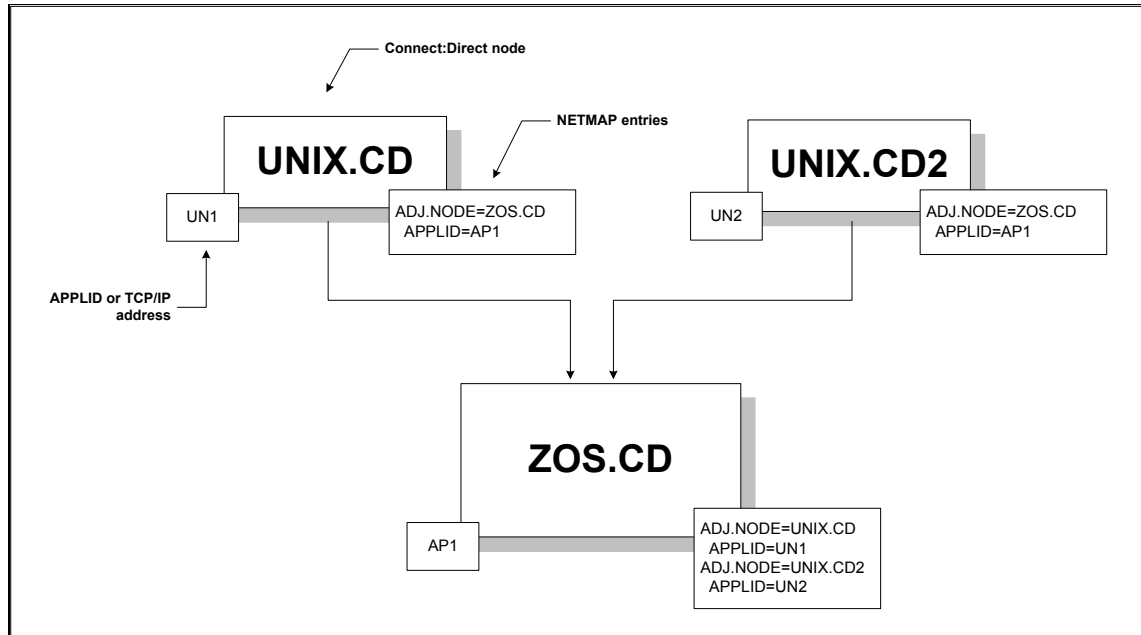 Connect:Direct node
NETMAP entries
UNIX.CD
UN1
ADJ.NODE=ZOS.CD
APPLID=AP1
APPLID or TCP/IP
address
UNIX.CD2
UN2
ADJ.NODE=ZOS.CD
APPLID=AP1
ZOS.CD
AP1
ADJ.NODE=UNIX.CD
APPLID=UN1
ADJ.NODE=UNIX.CD2
APPLID=UN2